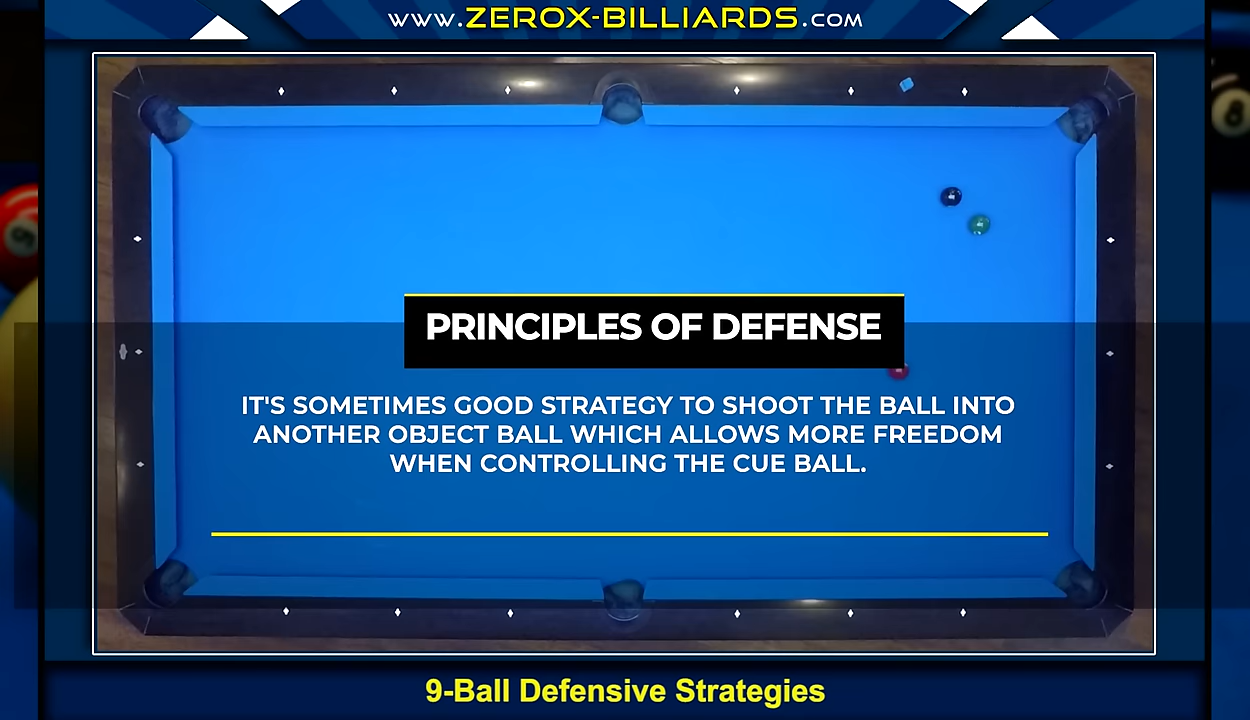 www.ZEROX-BILLIARDS.com
PRINCIPLES OF DEFENSE
IT'S SOMETIMES GOOD STRATEGY TO SHOOT THE BALL INTO
ANOTHER OBJECT BALL WHICH ALLOWS MORE FREEDOM
WHEN CONTROLLING THE CUE BALL.
9-Ball Defensive Strategies